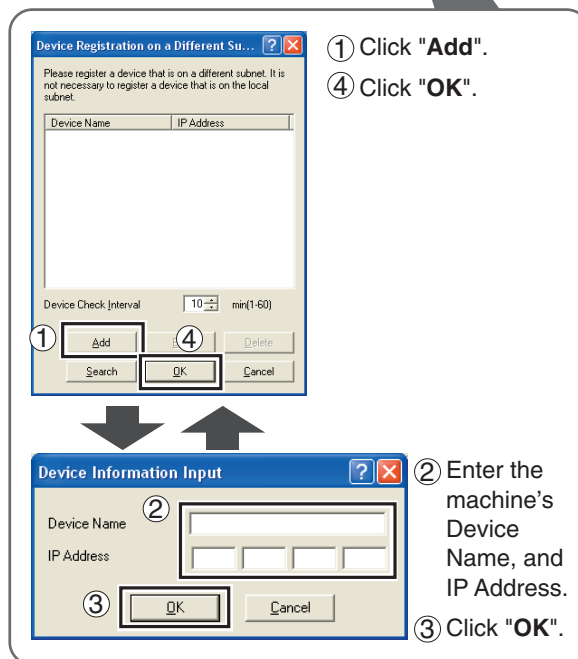 Device Registration on a Different Su...
Please register a device that is on a different subnet. It is
not necessary to register a device that is on the local
subnet.
Device Name IP Address
Device Check Interval 10 min(1-60)
① Add ④ Delete
Search OK Cancel
① Click "Add".
④ Click "OK".
Device Information Input
②
Device Name
IP Address
③ OK Cancel
② Enter the
machine's
Device
Name, and
IP Address.
③ Click "OK".